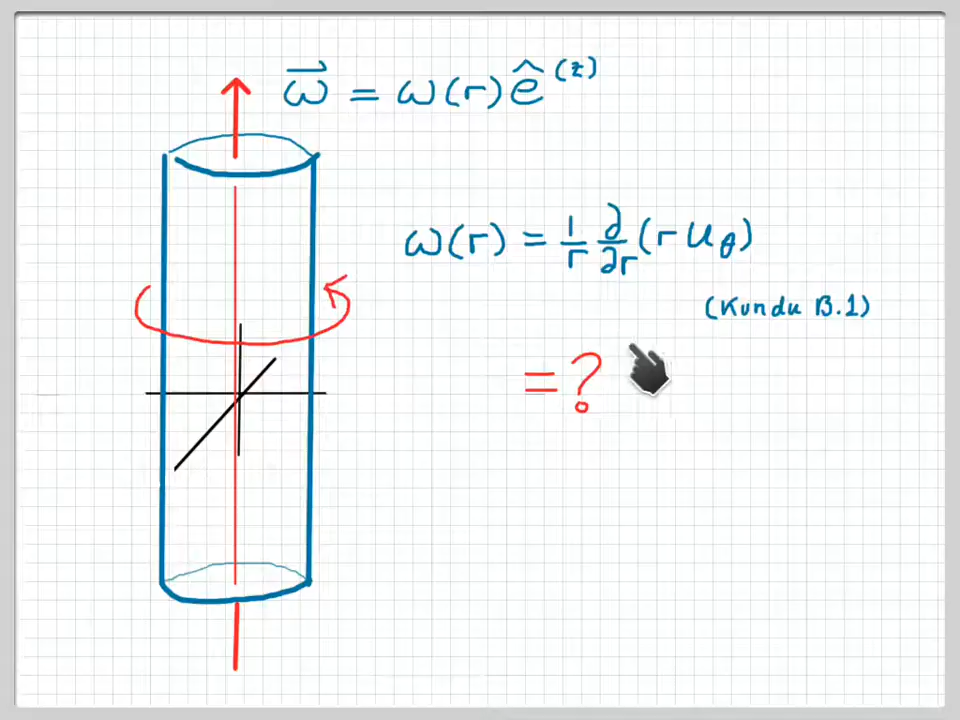 ω⃗ = ω(r) ê⁽ᶻ⁾
ω(r) = 1/r ∂/∂r (r u_θ)
(Kundu B.1)
= ?